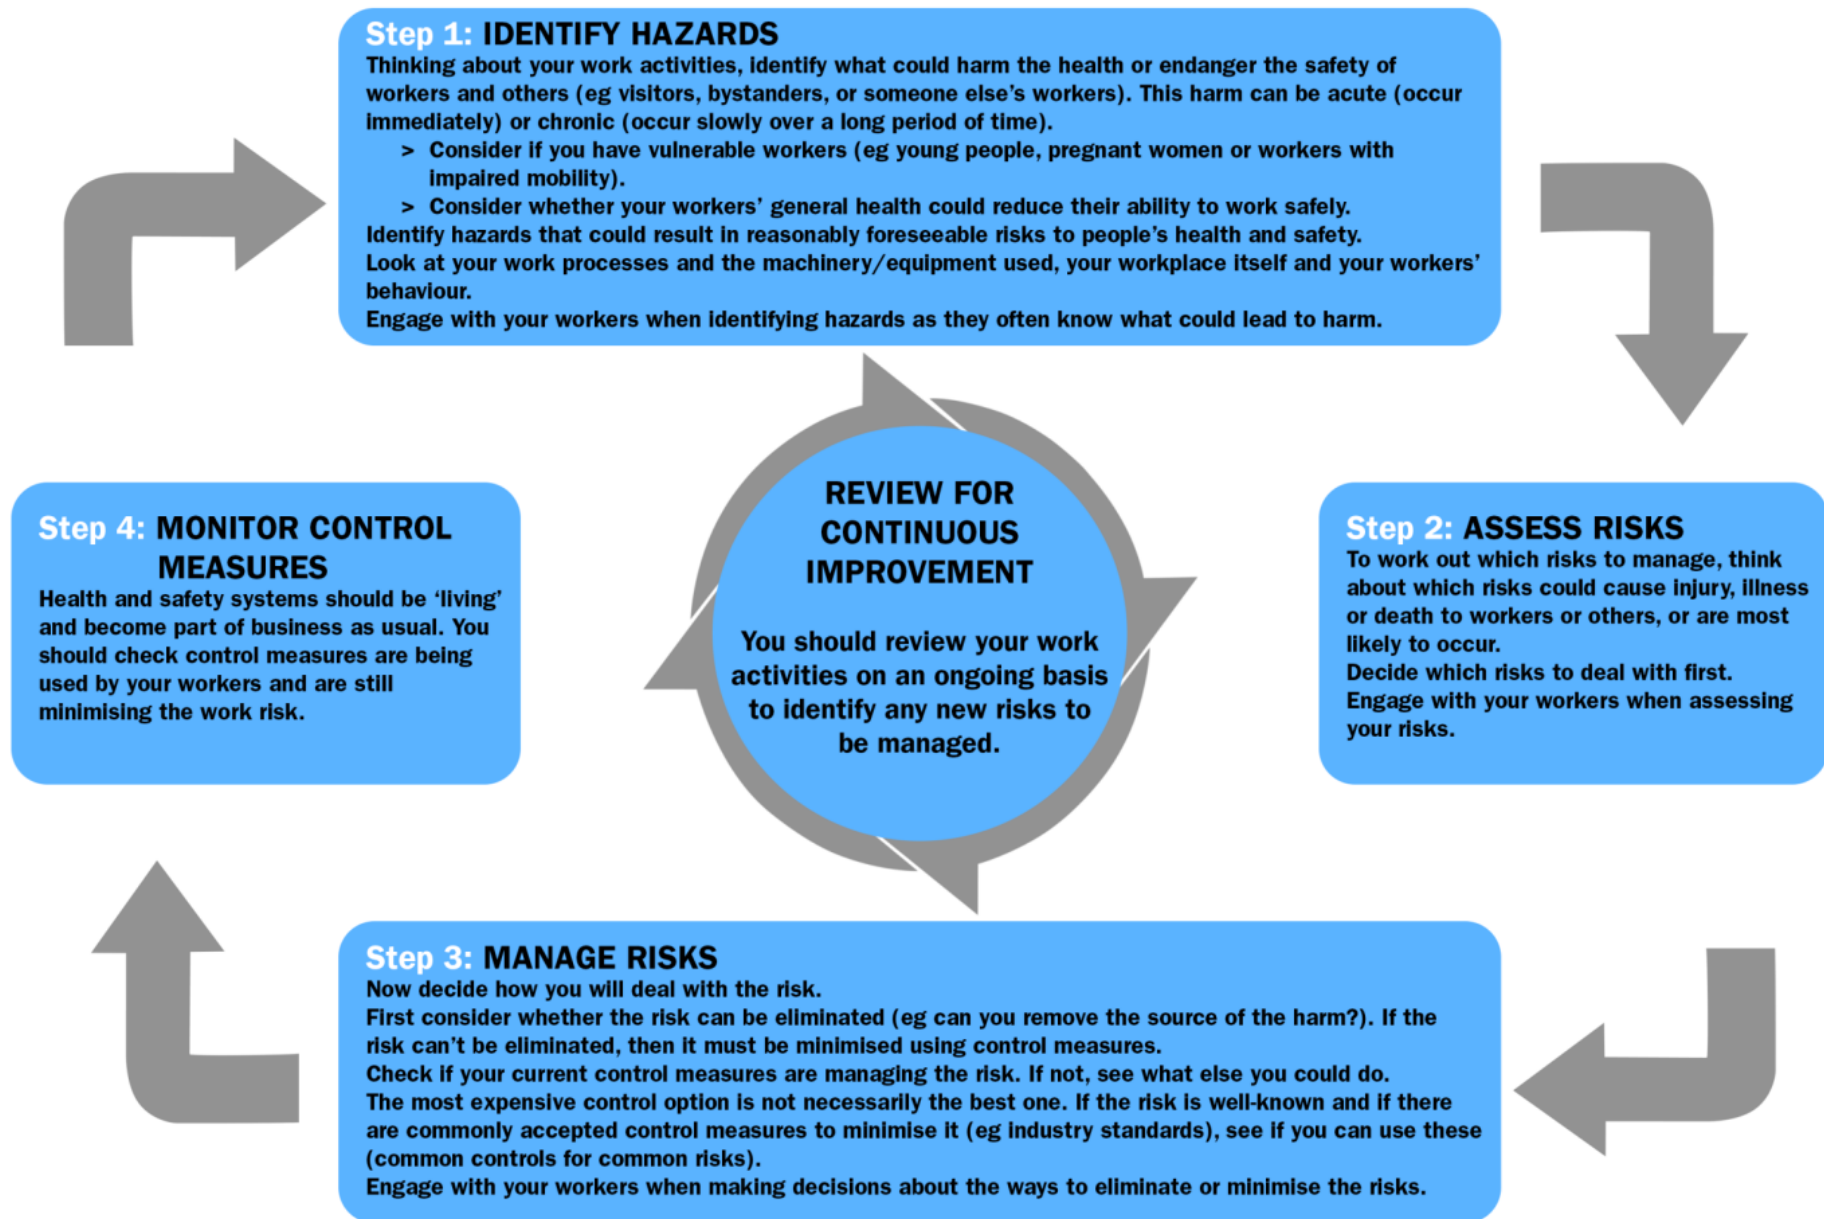 Step 1: IDENTIFY HAZARDS
Thinking about your work activities, identify what could harm the health or endanger the safety of
workers and others (eg visitors, bystanders, or someone else’s workers). This harm can be acute (occur
immediately) or chronic (occur slowly over a long period of time).
> Consider if you have vulnerable workers (eg young people, pregnant women or workers with
impaired mobility).
> Consider whether your workers’ general health could reduce their ability to work safely.
Identify hazards that could result in reasonably foreseeable risks to people’s health and safety.
Look at your work processes and the machinery/equipment used, your workplace itself and your workers’
behaviour.
Engage with your workers when identifying hazards as they often know what could lead to harm.
Step 2: ASSESS RISKS
To work out which risks to manage, think
about which risks could cause injury, illness
or death to workers or others, or are most
likely to occur.
Decide which risks to deal with first.
Engage with your workers when assessing
your risks.
Step 3: MANAGE RISKS
Now decide how you will deal with the risk.
First consider whether the risk can be eliminated (eg can you remove the source of the harm?). If the
risk can’t be eliminated, then it must be minimised using control measures.
Check if your current control measures are managing the risk. If not, see what else you could do.
The most expensive control option is not necessarily the best one. If the risk is well-known and if there
are commonly accepted control measures to minimise it (eg industry standards), see if you can use these
(common controls for common risks).
Engage with your workers when making decisions about the ways to eliminate or minimise the risks.
Step 4: MONITOR CONTROL
MEASURES
Health and safety systems should be ‘living’
and become part of business as usual. You
should check control measures are being
used by your workers and are still
minimising the work risk.
REVIEW FOR
CONTINUOUS
IMPROVEMENT
You should review your work
activities on an ongoing basis
to identify any new risks to
be managed.